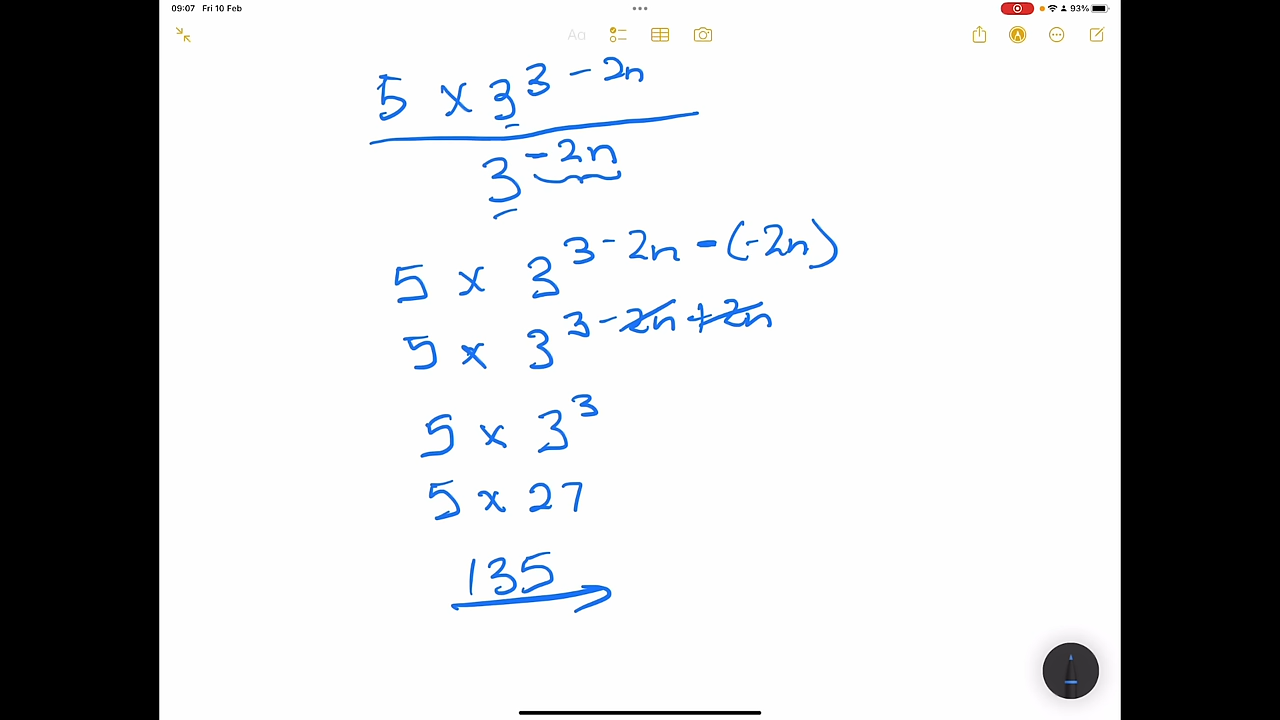 09:07 Fri 10 Feb 93%
Aa
5 × 3^{3 - 2n}
3^{-2n}
5 × 3^{3 - 2n - (-2n)}
5 × 3^{3 - 2n + 2n}
5 × 3^3
5 × 27
135